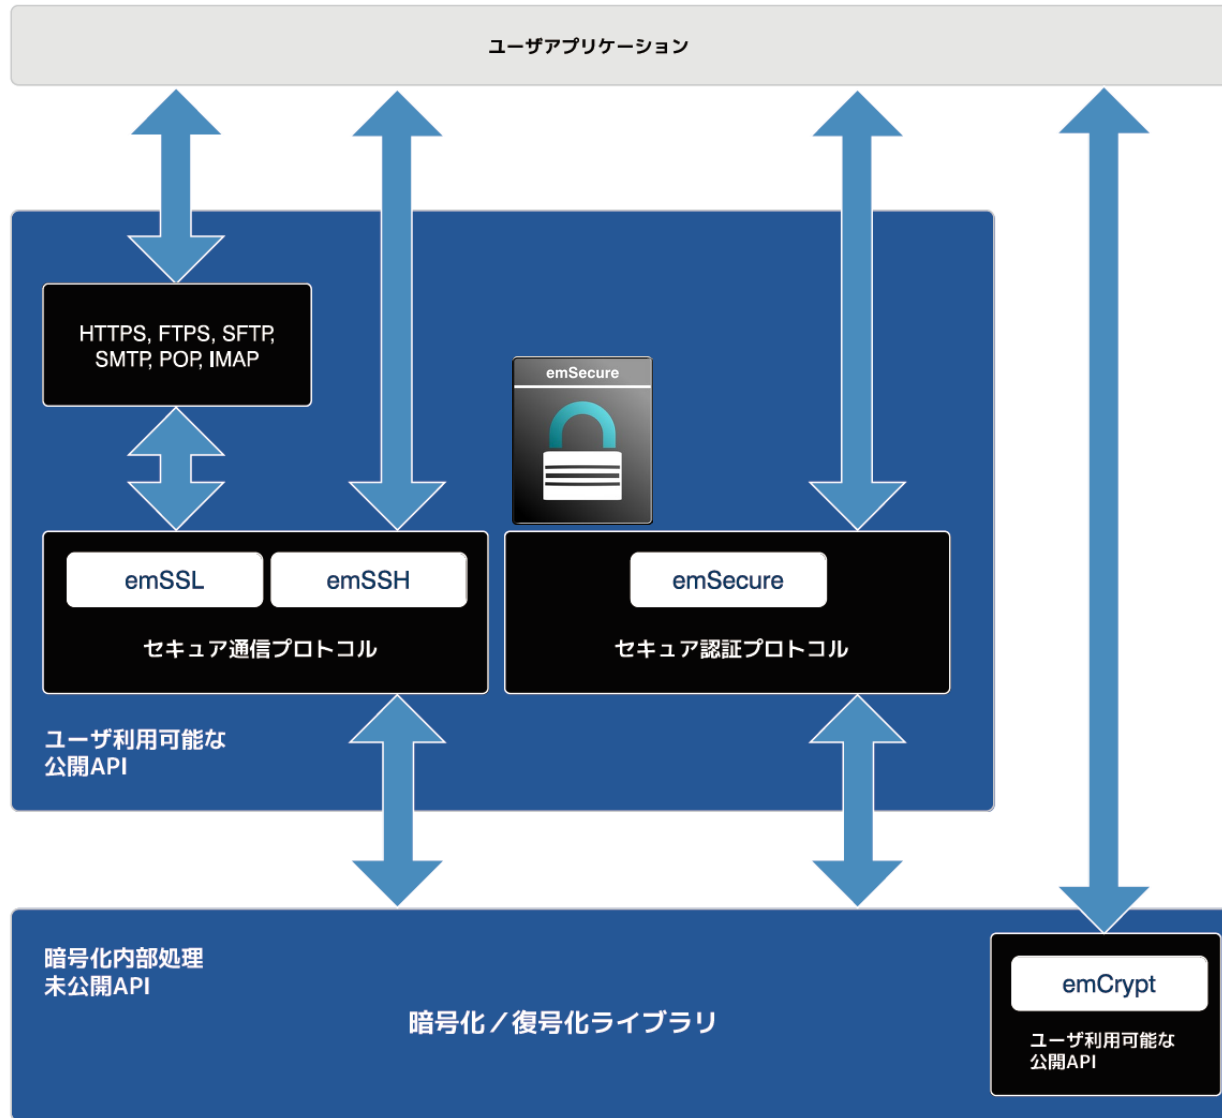 ユーザアプリケーション
HTTPS, FTPS, SFTP,
SMTP, POP, IMAP
emSecure
emSSL
emSSH
セキュア通信プロトコル
emSecure
セキュア認証プロトコル
ユーザ利用可能な
公開API
暗号化内部処理
未公開API
暗号化／復号化ライブラリ
emCrypt
ユーザ利用可能な
公開API